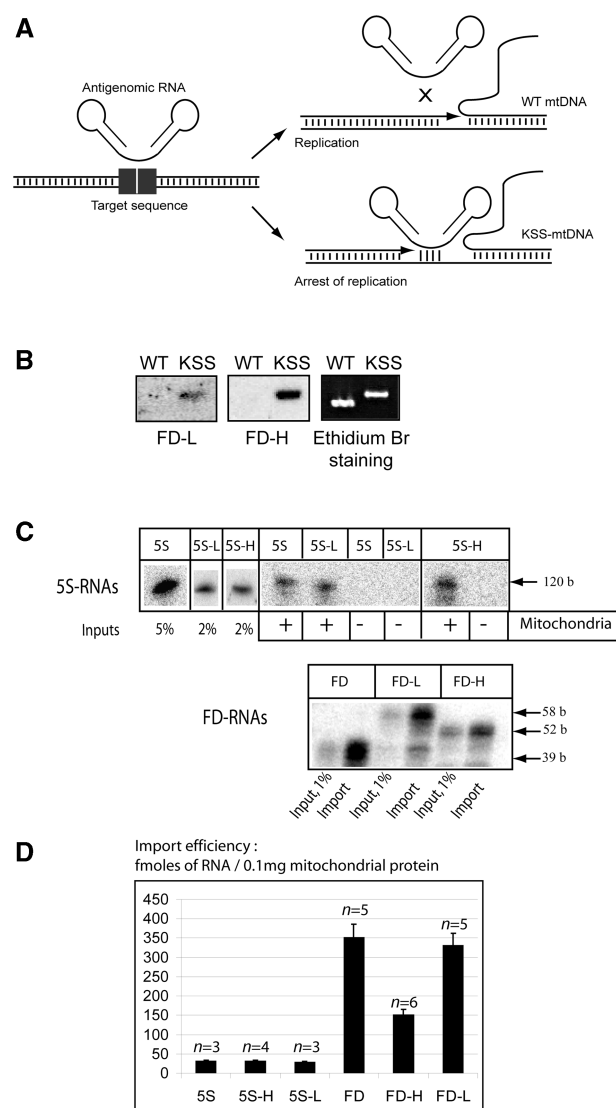 A
Antigenomic RNA
Target sequence
X
WT mtDNA
Replication
KSS-mtDNA
Arrest of replication
B
WT KSS WT KSS WT KSS
FD-L FD-H Ethidium Br
staining
C
5S 5S-L 5S-H 5S 5S-L 5S 5S-L 5S-H
5S-RNAs
120 b
Inputs 5% 2% 2% + + - - + - Mitochondria
FD FD-L FD-H
FD-RNAs
58 b
52 b
39 b
Input, 1% Import Input, 1% Import Input, 1% Import
D
Import efficiency :
fmoles of RNA / 0.1mg mitochondrial protein
450
400
350
300
250
200
150
100
50
0
n=3 n=4 n=3 n=5 n=6 n=5
5S 5S-H 5S-L FD FD-H FD-L